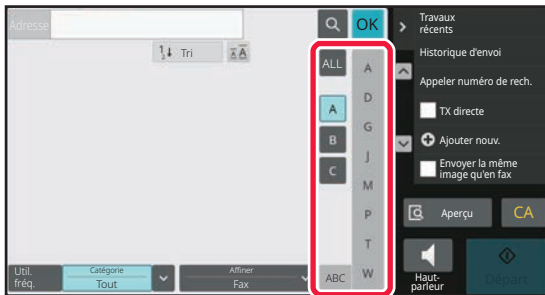 Adresse
OK
Tri
ALL
A
B
C
A
D
G
J
M
P
T
W
ABC
Util.
fréq.
Catégorie
Tout
Affiner
Fax
Travaux
récents
Historique d'envoi
Appeler numéro de rech.
TX directe
Ajouter nouv.
Envoyer la même
image qu'en fax
Aperçu
CA
Haut-
parleur
Départ